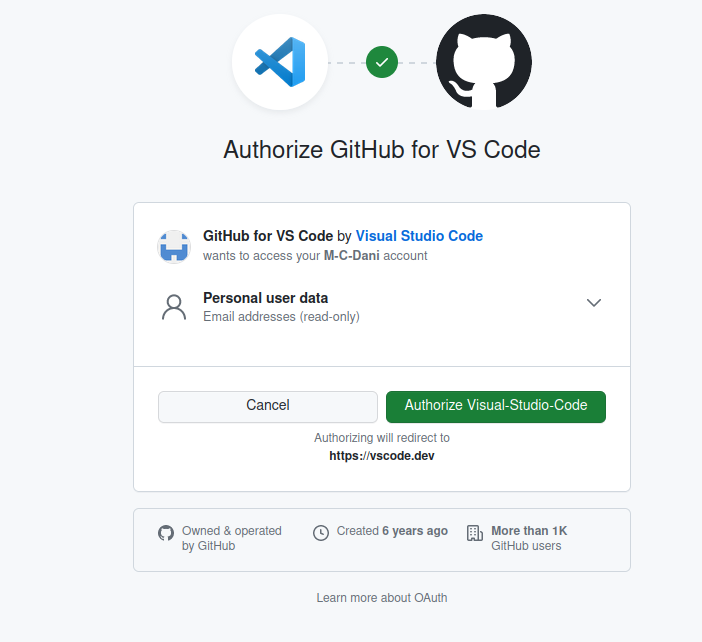 Authorize GitHub for VS Code
GitHub for VS Code by Visual Studio Code
wants to access your M-C-Dani account
Personal user data
Email addresses (read-only)
Cancel
Authorize Visual-Studio-Code
Authorizing will redirect to
https://vscode.dev
Owned & operated
by GitHub
Created 6 years ago
More than 1K
GitHub users
Learn more about OAuth